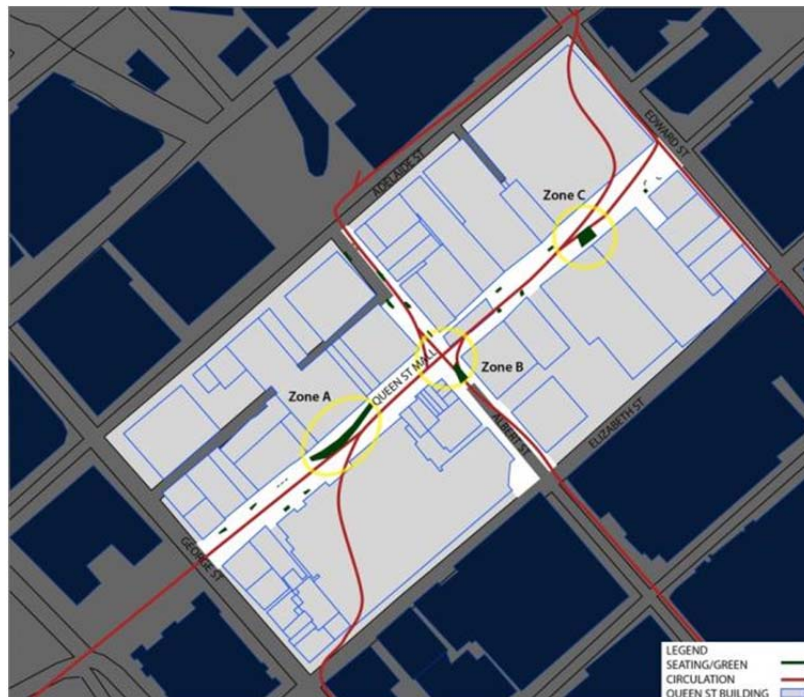 EDWARD ST
ADELAIDE ST
Zone C
QUEEN ST MALL
Zone B
Zone A
ALBERT ST
ELIZABETH ST
GEORGE ST
LEGEND
SEATING/GREEN
CIRCULATION
QUEEN ST BUILDING